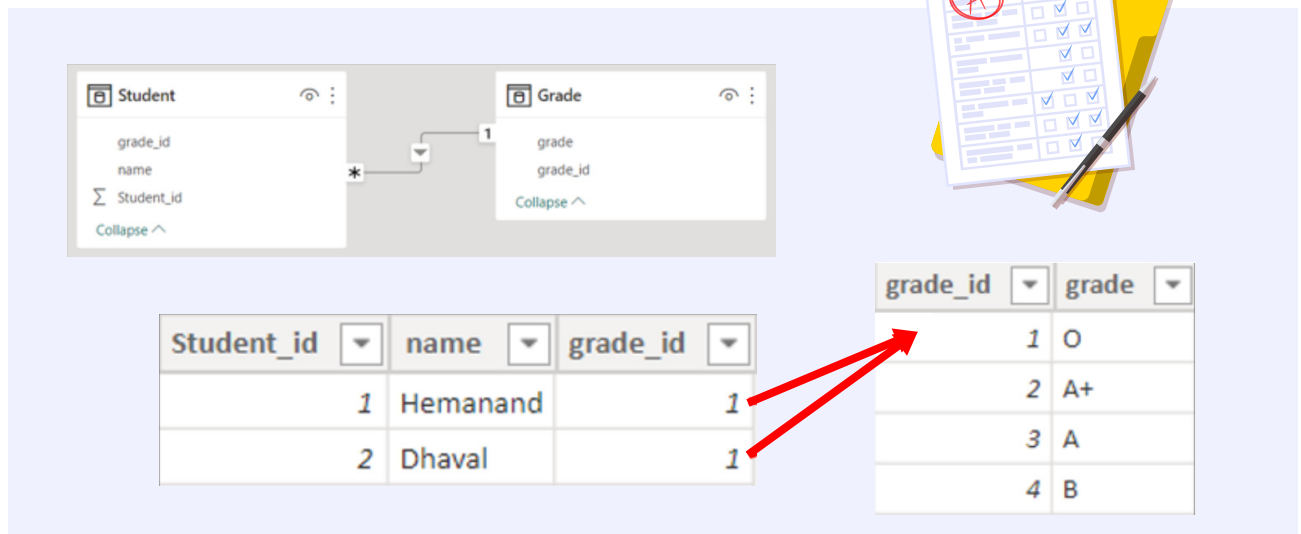 Student
grade_id
name
Student_id
Collapse
*
1
Grade
grade
grade_id
Collapse
Student_id name grade_id
1 Hemanand 1
2 Dhaval 1
grade_id grade
1 O
2 A+
3 A
4 B